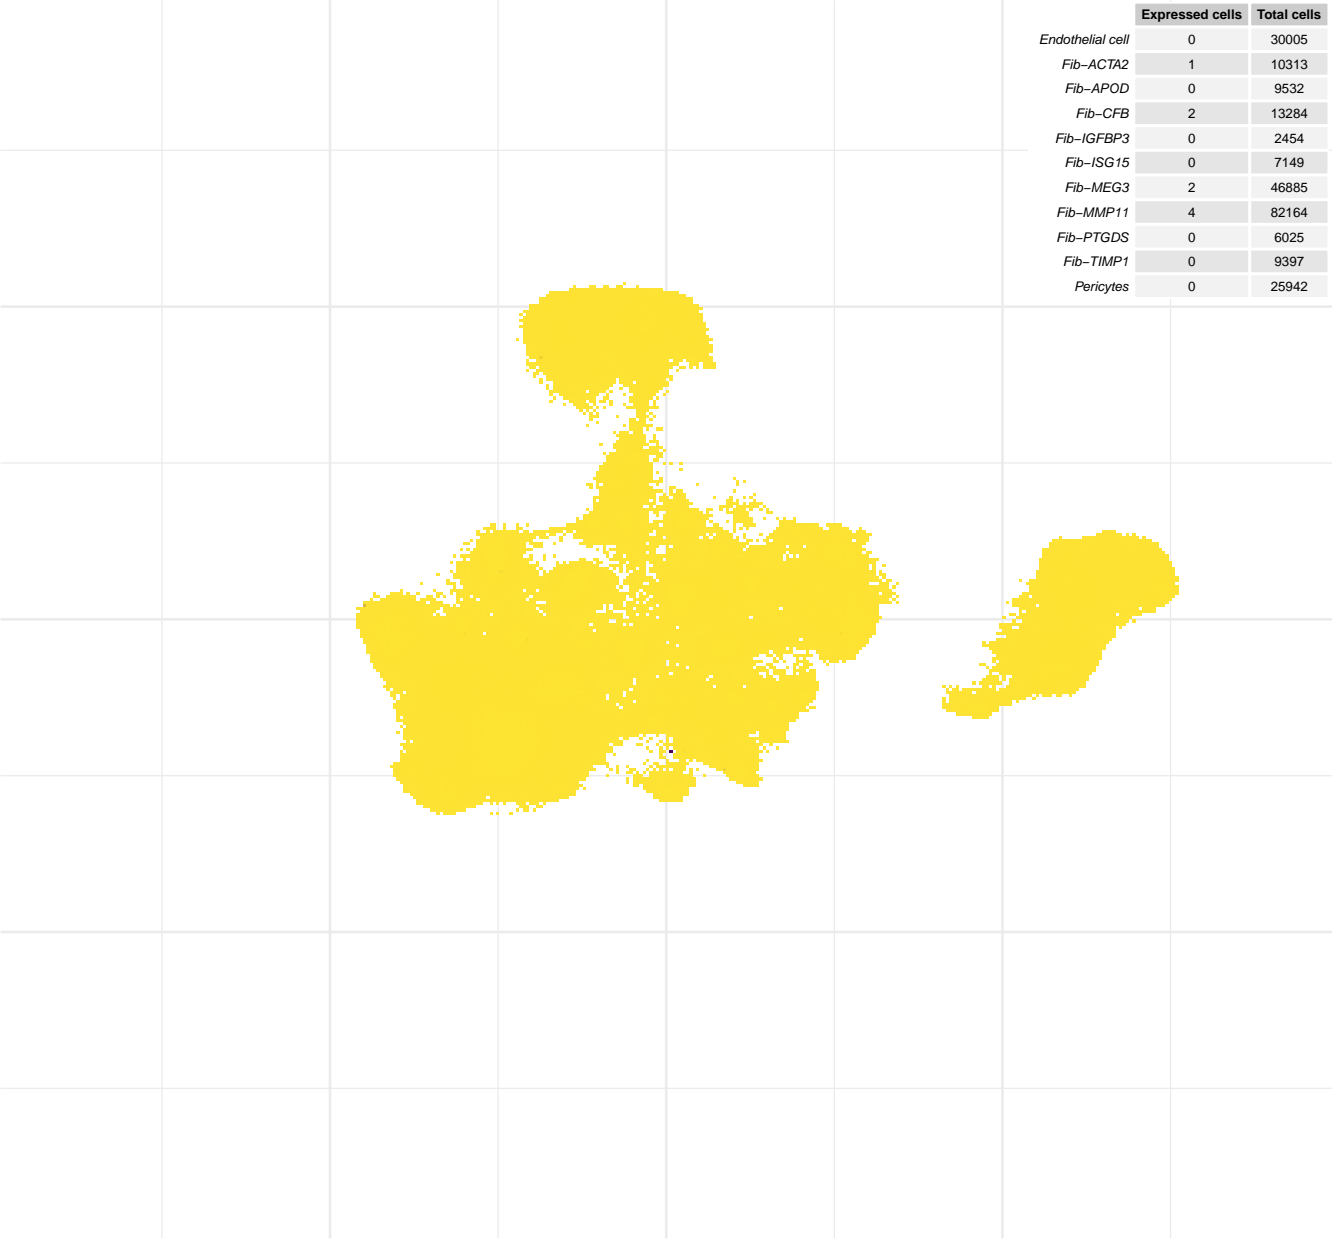 Expressed cells Total cells
Endothelial cell 0 30005
Fib−ACTA2 1 10313
Fib−APOD 0 9532
Fib−CFB 2 13284
Fib−IGFBP3 0 2454
Fib−ISG15 0 7149
Fib−MEG3 2 46885
Fib−MMP11 4 82164
Fib−PTGDS 0 6025
Fib−TIMP1 0 9397
Pericytes 0 25942